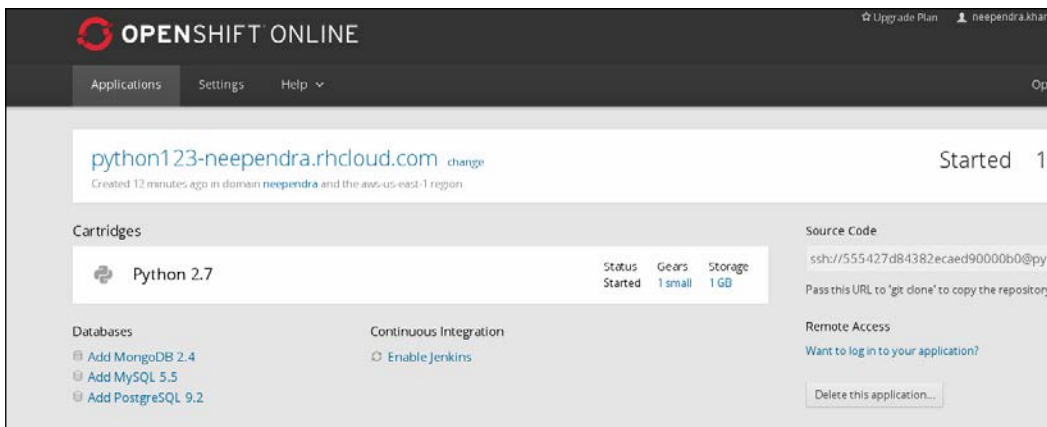 Upgrade Plan neependra.khar
OPENSHIFT ONLINE
Applications Settings Help Op
python123-neependra.rhcloud.com change
Started 1
Created 12 minutes ago in domain neependra and the aws-us-east-1 region
Cartridges
Python 2.7
Status Gears Storage
Started 1 small 1 GB
Databases
Add MongoDB 2.4
Add MySQL 5.5
Add PostgreSQL 9.2
Continuous Integration
Enable Jenkins
Source Code
ssh://555427d84382ecaed90000b0@py
Pass this URL to 'git clone' to copy the repository
Remote Access
Want to log in to your application?
Delete this application...